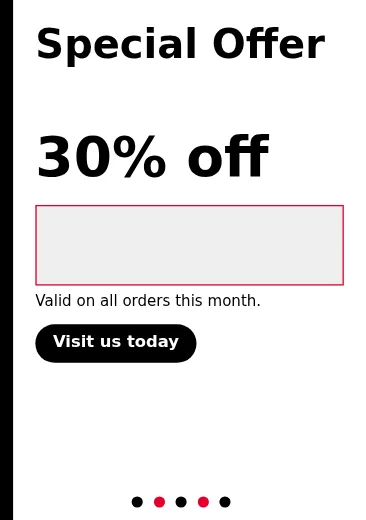 Special Offer
30% off
Valid on all orders this month.
Visit us today